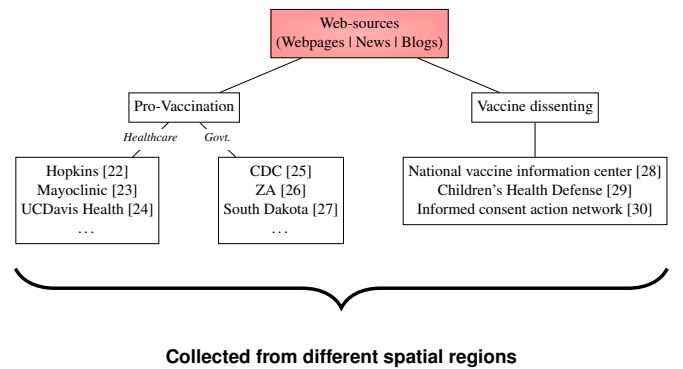 Web-sources
(Webpages | News | Blogs)
Pro-Vaccination
Vaccine dissenting
Healthcare
Govt.
Hopkins [22]
Mayoclinic [23]
UCDavis Health [24]
...
CDC [25]
ZA [26]
South Dakota [27]
...
National vaccine information center [28]
Children's Health Defense [29]
Informed consent action network [30]
Collected from different spatial regions